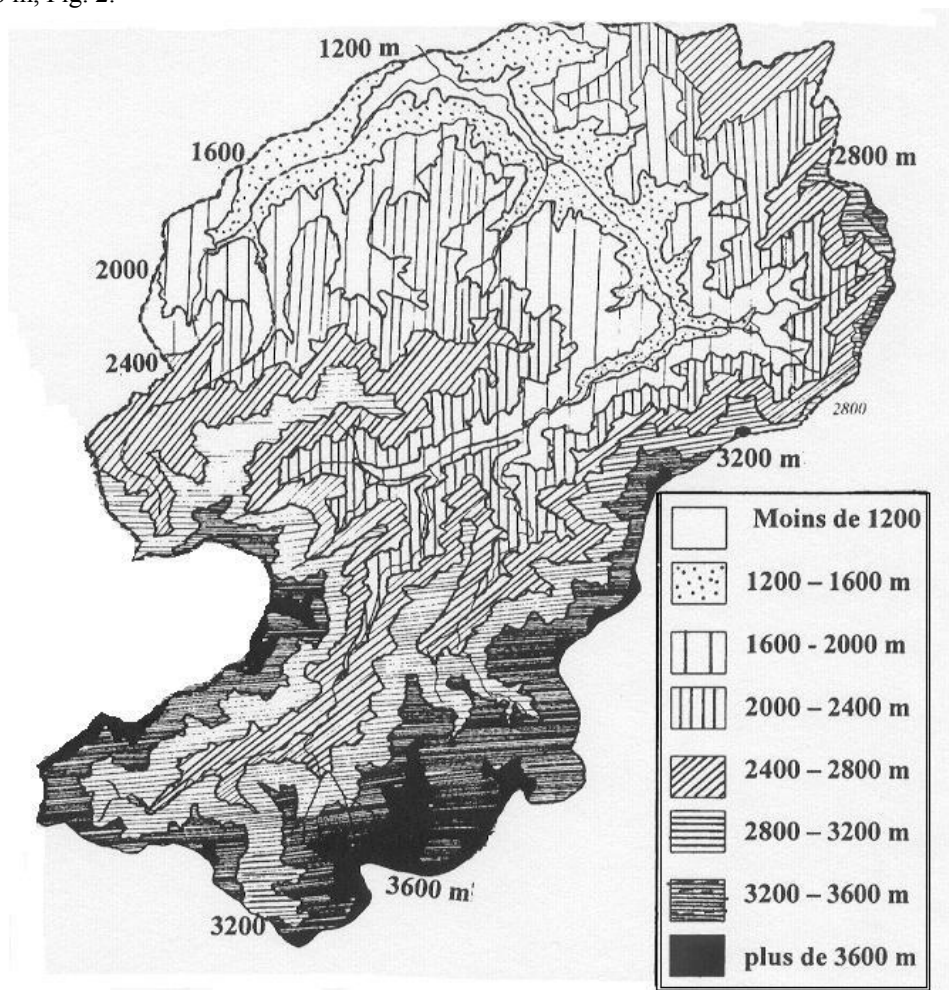 m, Fig. 2.
1200 m
1600
2800 m
2000
2400
2800
3200 m
Moins de 1200
1200 – 1600 m
1600 - 2000 m
2000 – 2400 m
2400 – 2800 m
2800 – 3200 m
3200 – 3600 m
plus de 3600 m
3600 m
3200